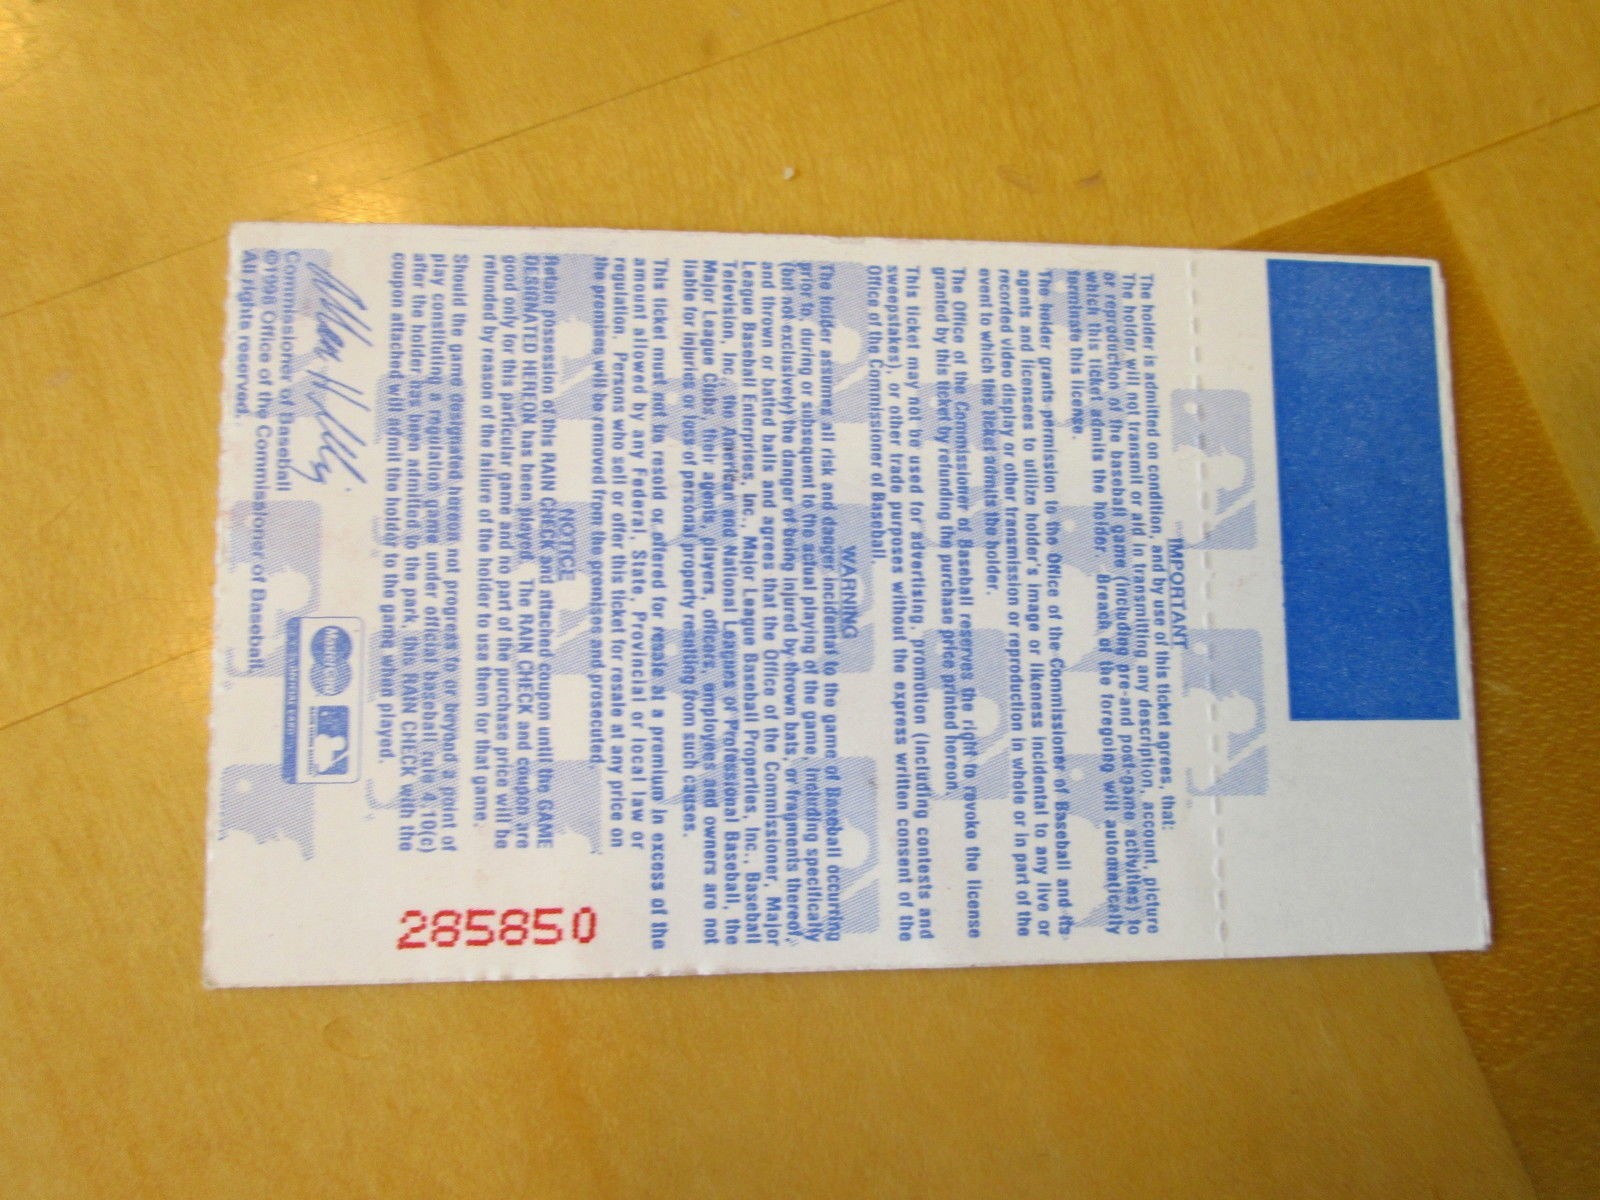 IMPORTANT
The holder is admitted on condition, and by use of this ticket agrees, that:
The holder will not transmit or aid in transmitting any description, account, picture
or reproduction of the baseball game (including pre-and post-game activities) to
which this ticket admits the holder. Breach of the foregoing will automatically
terminate this license.
The holder grants permission to the Office of the Commissioner of Baseball and its
agents and licensees to utilize holder's image or likeness incidental to any live or
recorded video display or other transmission or reproduction in whole or in part of the
event to which this ticket admits the holder.
The Office of the Commissioner of Baseball reserves the right to revoke the license
granted by this ticket by refunding the purchase price printed hereon.
This ticket may not be used for advertising, promotion (including contests and
sweepstakes), or other trade purposes without the express written consent of the
Office of the Commissioner of Baseball.
WARNING
The holder assumes all risk and danger incidental to the game of Baseball occurring
prior to, during or subsequent to the actual playing of the game, including specifically
(but not exclusively) the danger of being injured by thrown bats, or fragments thereof,
and thrown or batted balls and agrees that the Office of the Commissioner, Major
League Baseball Enterprises, Inc., Major League Baseball Properties, Inc., Baseball
Television, Inc., the American and National Leagues of Professional Baseball, the
Major League Clubs, their agents, players, officers, employees and owners are not
liable for injuries or loss of personal property resulting from such causes.
This ticket must not be resold or offered for resale at a premium in excess of the
amount allowed by any Federal, State, Provincial or local law or
regulation. Persons who sell or offer this ticket for resale at any price on
the premises will be removed from the premises and prosecuted.
NOTICE
Retain possession of this RAIN CHECK and attached coupon until the GAME
DESIGNATED HEREON has been played. The RAIN CHECK and coupon are
good only for this particular game and no part of the purchase price will be
refunded by reason of the failure of the holder to use them for that game.
Should the game designated hereon not progress to or beyond a point of
play constituting a regulation game under official baseball rule 4.10(c)
after the holder has been admitted to the park, this RAIN CHECK with the
coupon attached will admit the holder to the game when played.
Commissioner of Baseball
©1996 Office of the Commissioner of Baseball
All rights reserved.
285850